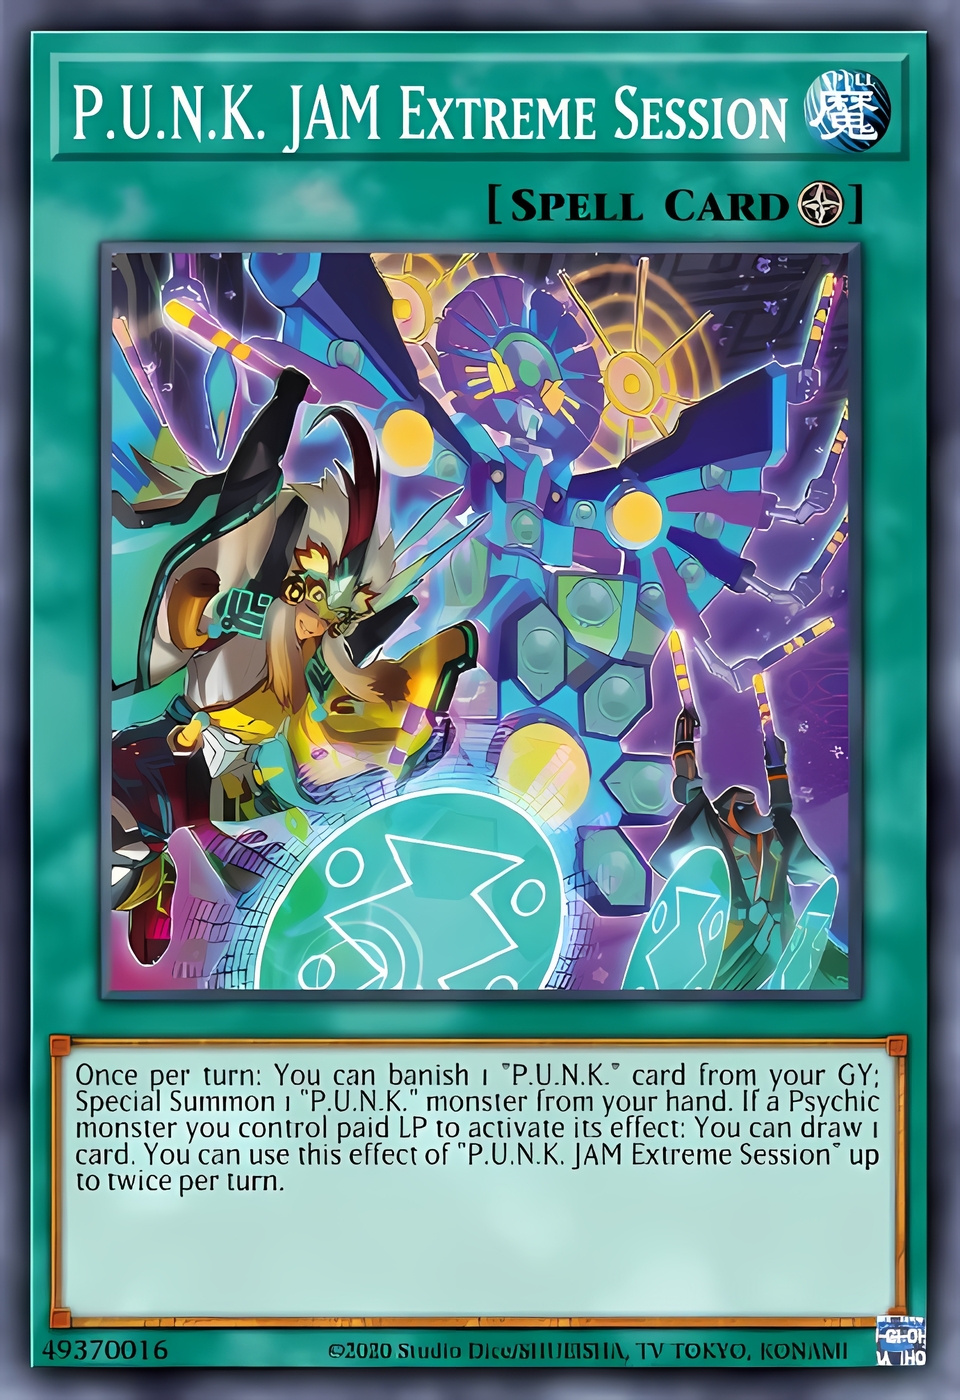 P.U.N.K. JAM EXTREME SESSION 魔
[SPELL CARD]
Once per turn: You can banish 1 "P.U.N.K." card from your GY;
Special Summon 1 "P.U.N.K." monster from your hand. If a Psychic
monster you control paid LP to activate its effect: You can draw 1
card. You can use this effect of "P.U.N.K. JAM Extreme Session" up
to twice per turn.
49370016 ©2020 Studio Dice/SHUEISHA, TV TOKYO, KONAMI